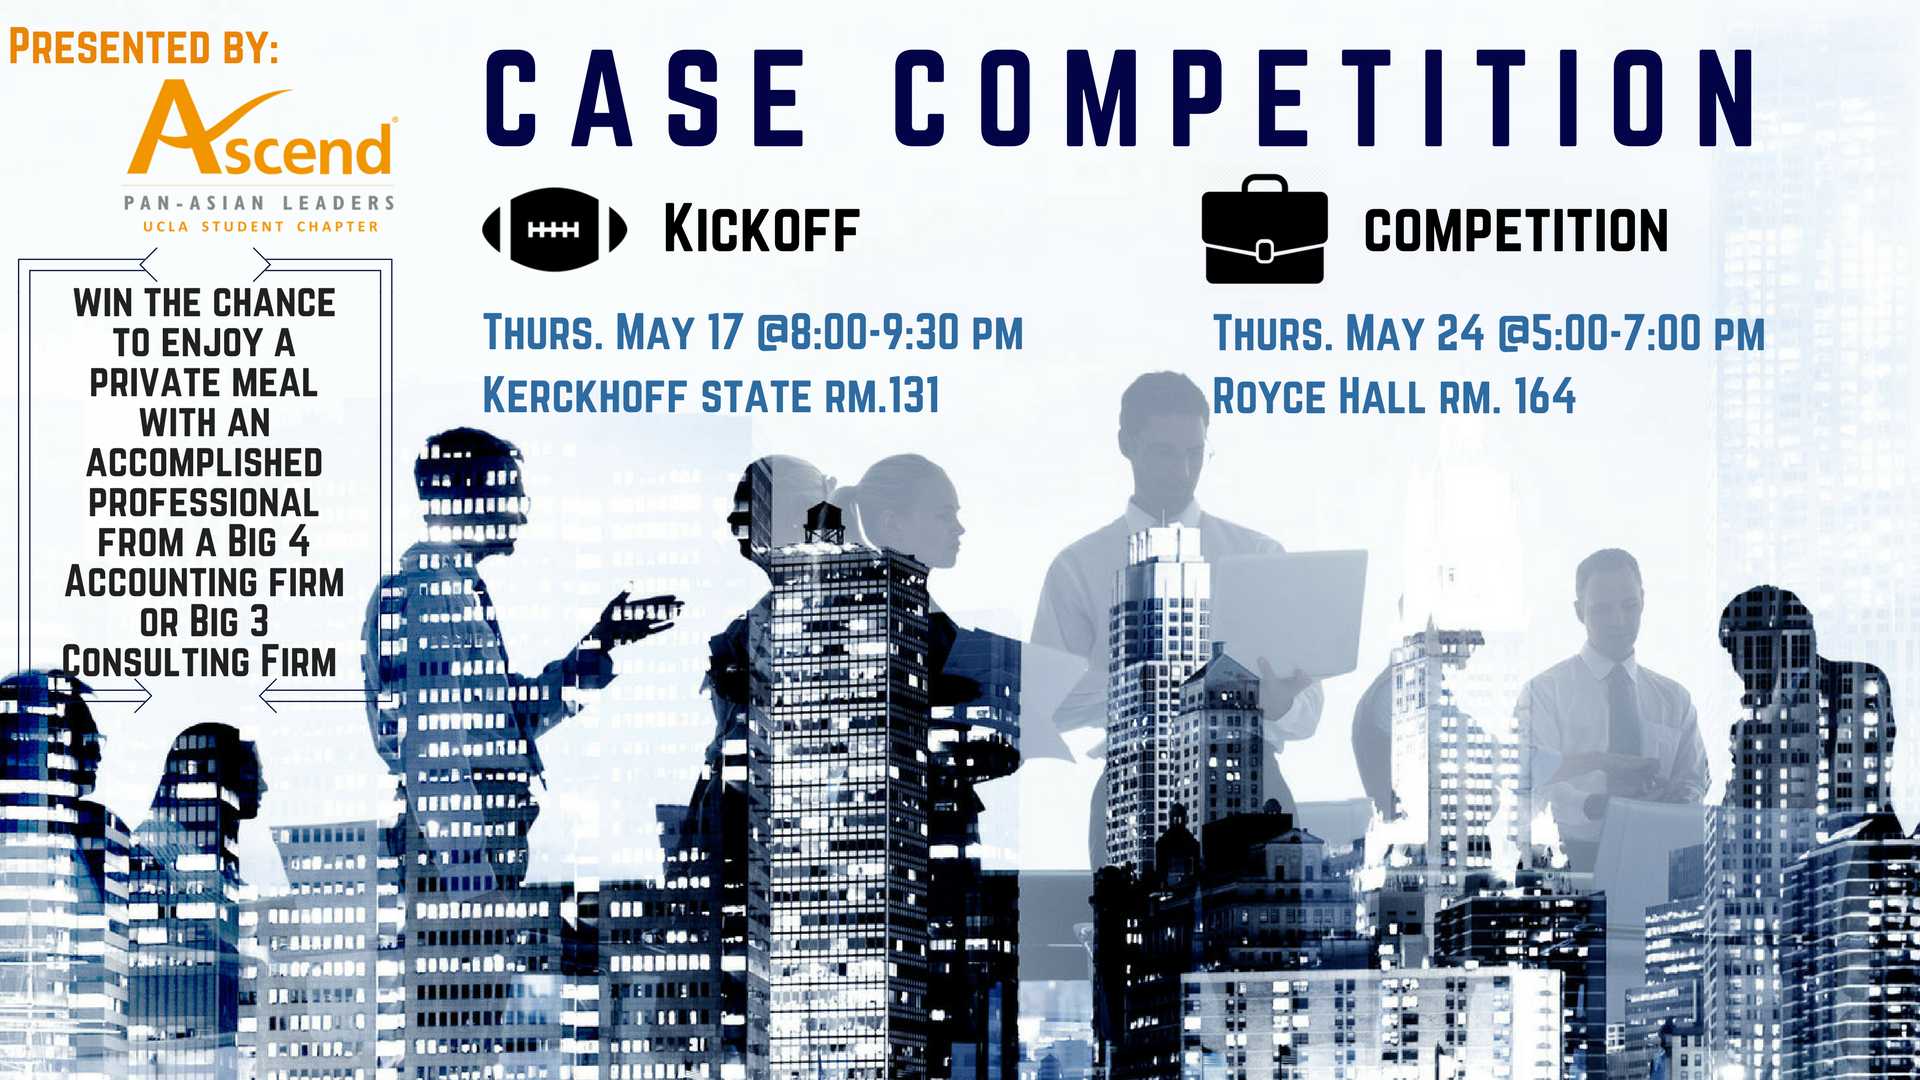 Presented by:
Ascend®
PAN-ASIAN LEADERS
UCLA STUDENT CHAPTER
win the chance
to enjoy a
private meal
with an
accomplished
professional
from a Big 4
Accounting firm
or Big 3
Consulting Firm
CASE COMPETITION
Kickoff
Thurs. May 17 @8:00-9:30 pm
Kerckhoff state rm.131
competition
Thurs. May 24 @5:00-7:00 pm
Royce Hall rm. 164